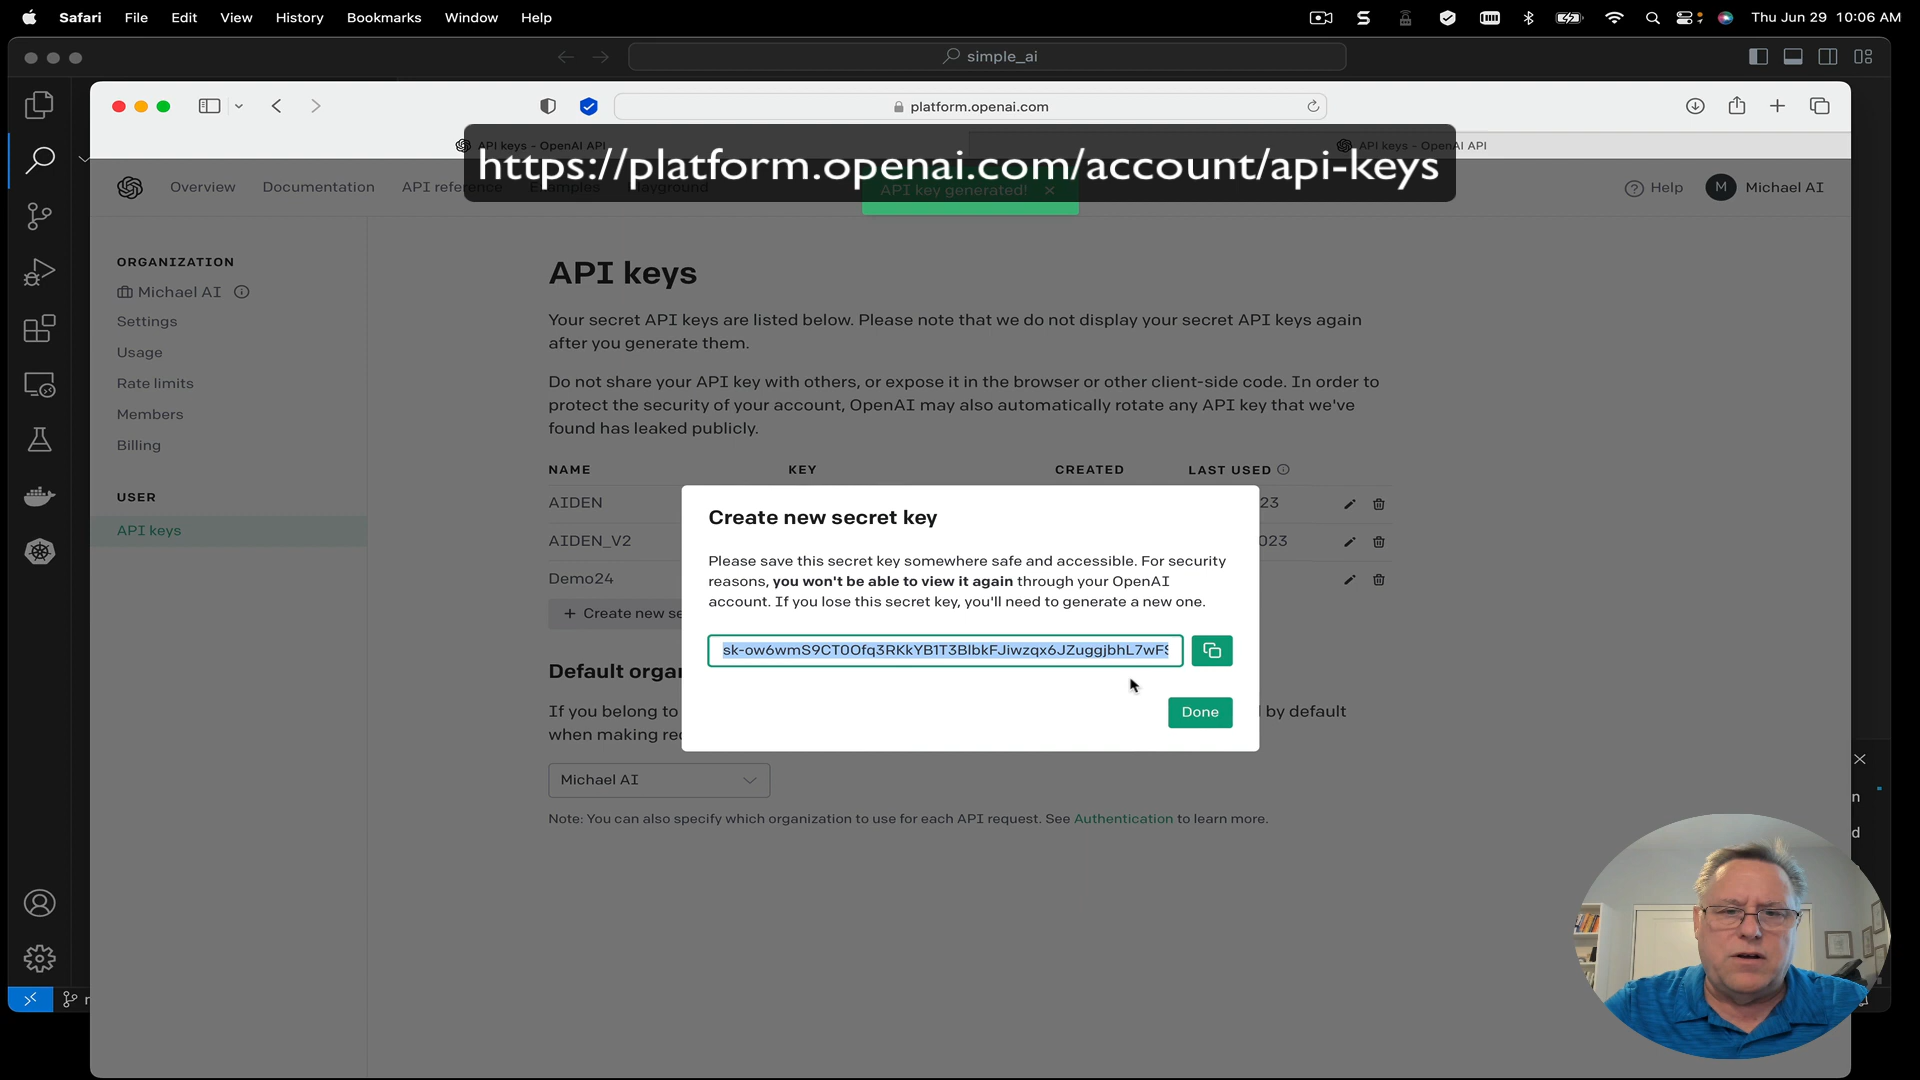 Safari File Edit View History Bookmarks Window Help
Thu Jun 29 10:06 AM
simple_ai
platform.openai.com
API keys - OpenAI API
API keys - OpenAI API
https://platform.openai.com/account/api-keys
Overview Documentation API reference Examples Playground
API key generated! ×
Help M Michael AI
ORGANIZATION
Michael AI
Settings
Usage
Rate limits
Members
Billing
USER
API keys
API keys
Your secret API keys are listed below. Please note that we do not display your secret API keys again
after you generate them.
Do not share your API key with others, or expose it in the browser or other client-side code. In order to
protect the security of your account, OpenAI may also automatically rotate any API key that we've
found has leaked publicly.
NAME KEY CREATED LAST USED
AIDEN 23
AIDEN_V2 023
Demo24
+ Create new se
Create new secret key
Please save this secret key somewhere safe and accessible. For security
reasons, you won't be able to view it again through your OpenAI
account. If you lose this secret key, you'll need to generate a new one.
Done
Default orga
If you belong to
by default
when making re
Michael AI
Note: You can also specify which organization to use for each API request. See Authentication to learn more.
n
d